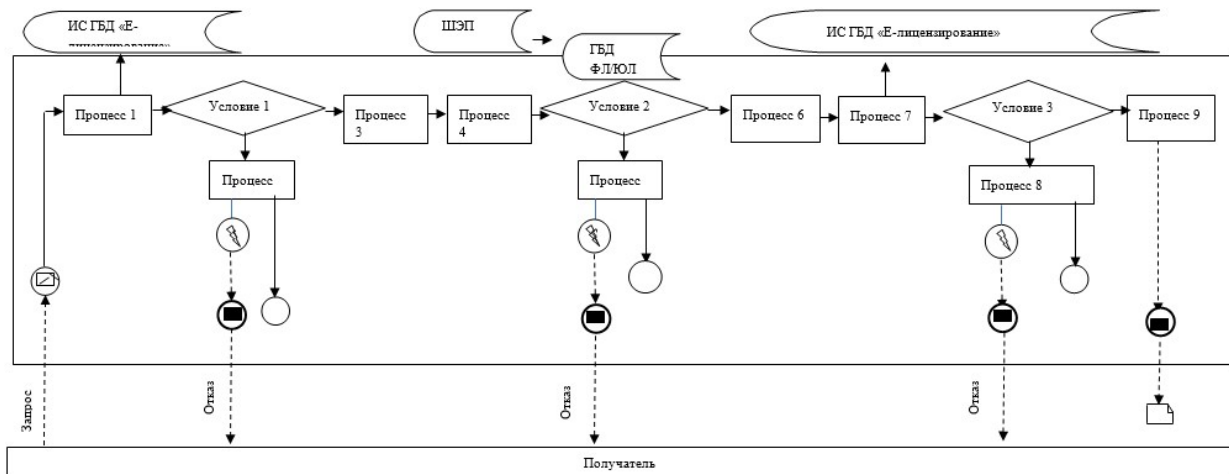 ИС ГБД «Е-
лицензирование»
ШЭП
ГБД
ФЛ/ЮЛ
ИС ГБД «Е-лицензирование»
Процесс 1
Условие 1
Процесс
3
Процесс
4
Условие 2
Процесс 6
Процесс 7
Условие 3
Процесс 9
Процесс
Процесс
Процесс 8
Запрос
Отказ
Отказ
Отказ
Получатель